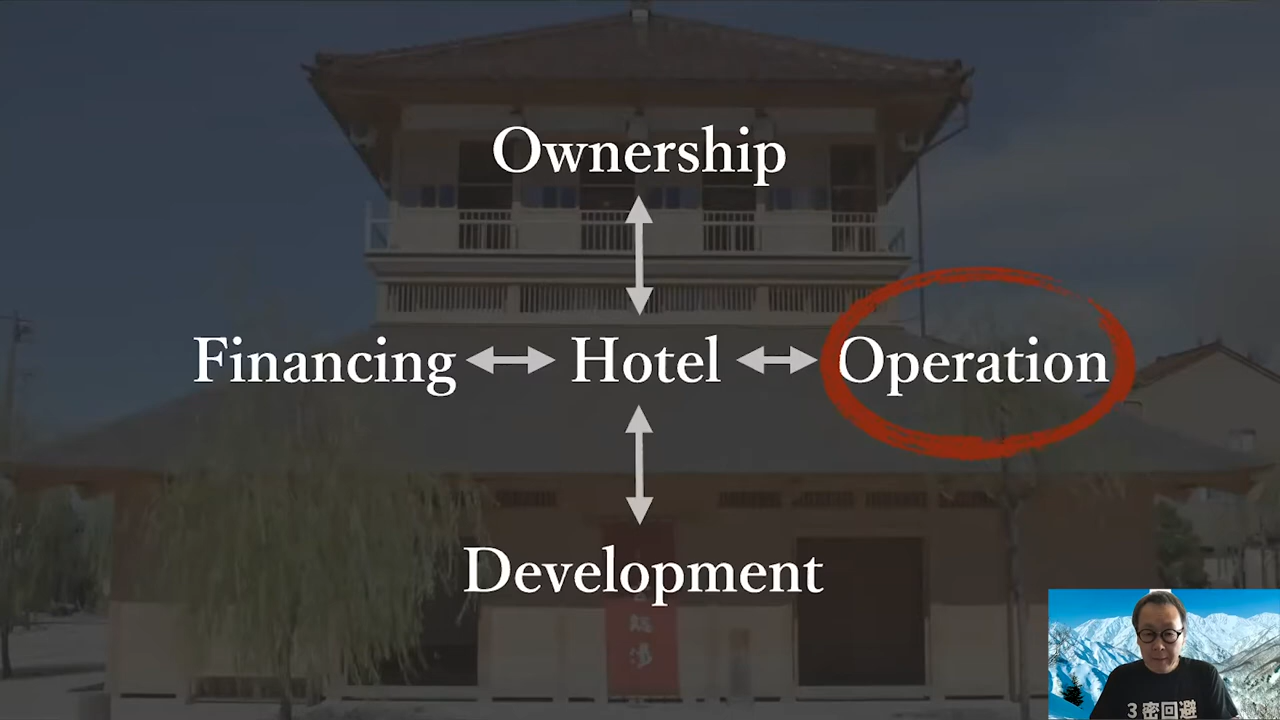 Ownership
Financing Hotel Operation
Development
3密回避